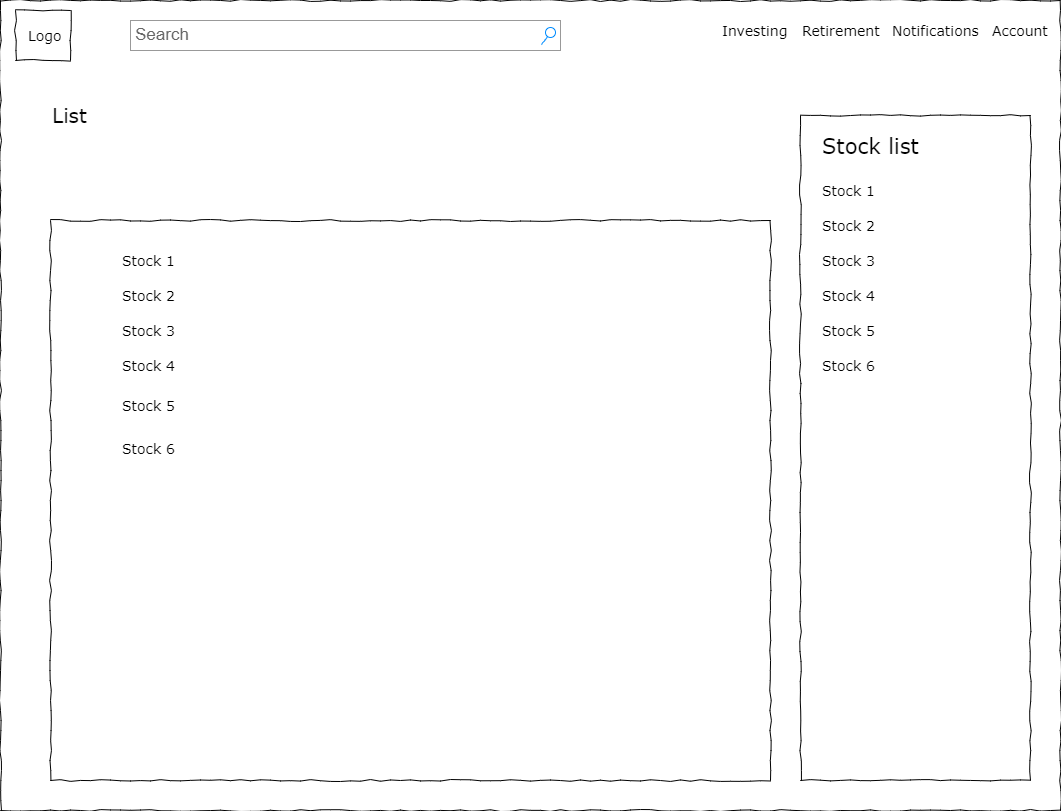 Logo
Search
Investing Retirement Notifications Account
List
Stock 1
Stock 2
Stock 3
Stock 4
Stock 5
Stock 6
Stock list
Stock 1
Stock 2
Stock 3
Stock 4
Stock 5
Stock 6